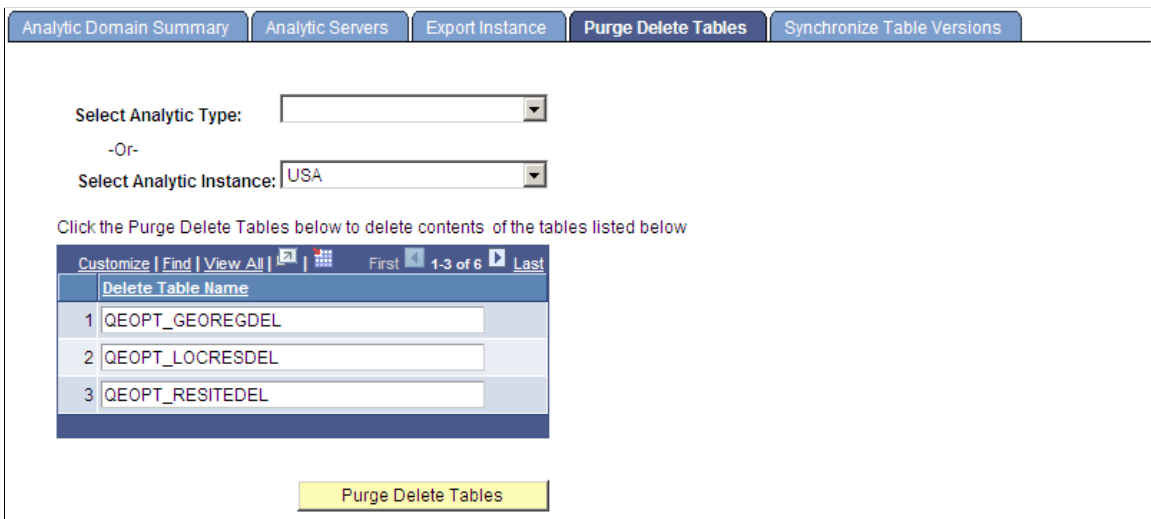 Analytic Domain Summary Analytic Servers Export Instance Purge Delete Tables Synchronize Table Versions
Select Analytic Type:
-Or-
Select Analytic Instance: USA
Click the Purge Delete Tables below to delete contents of the tables listed below
Customize | Find | View All | | First 1-3 of 6 Last
Delete Table Name
1 QEOPT_GEOREGDEL
2 QEOPT_LOCRESDEL
3 QEOPT_RESITEDEL
Purge Delete Tables